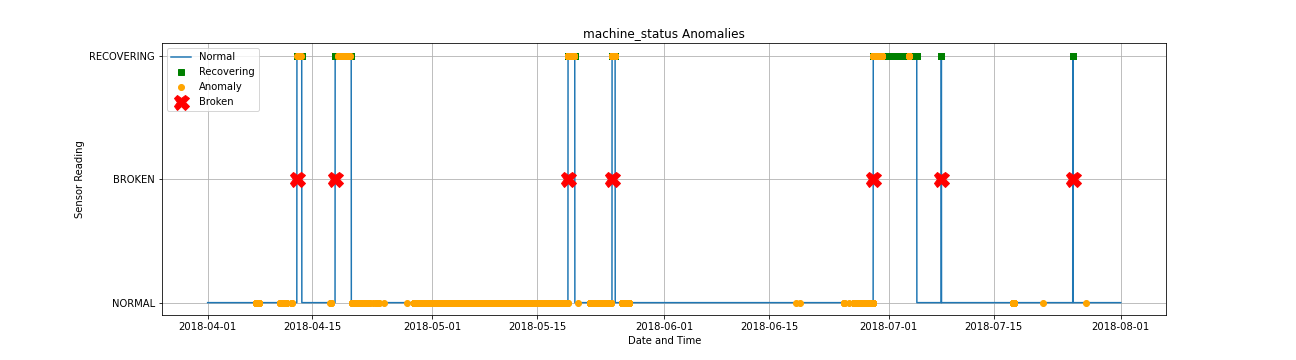 machine_status Anomalies
RECOVERING
BROKEN
NORMAL
Sensor Reading
Normal
Recovering
Anomaly
Broken
2018-04-01 2018-04-15 2018-05-01 2018-05-15 2018-06-01 2018-06-15 2018-07-01 2018-07-15 2018-08-01
Date and Time